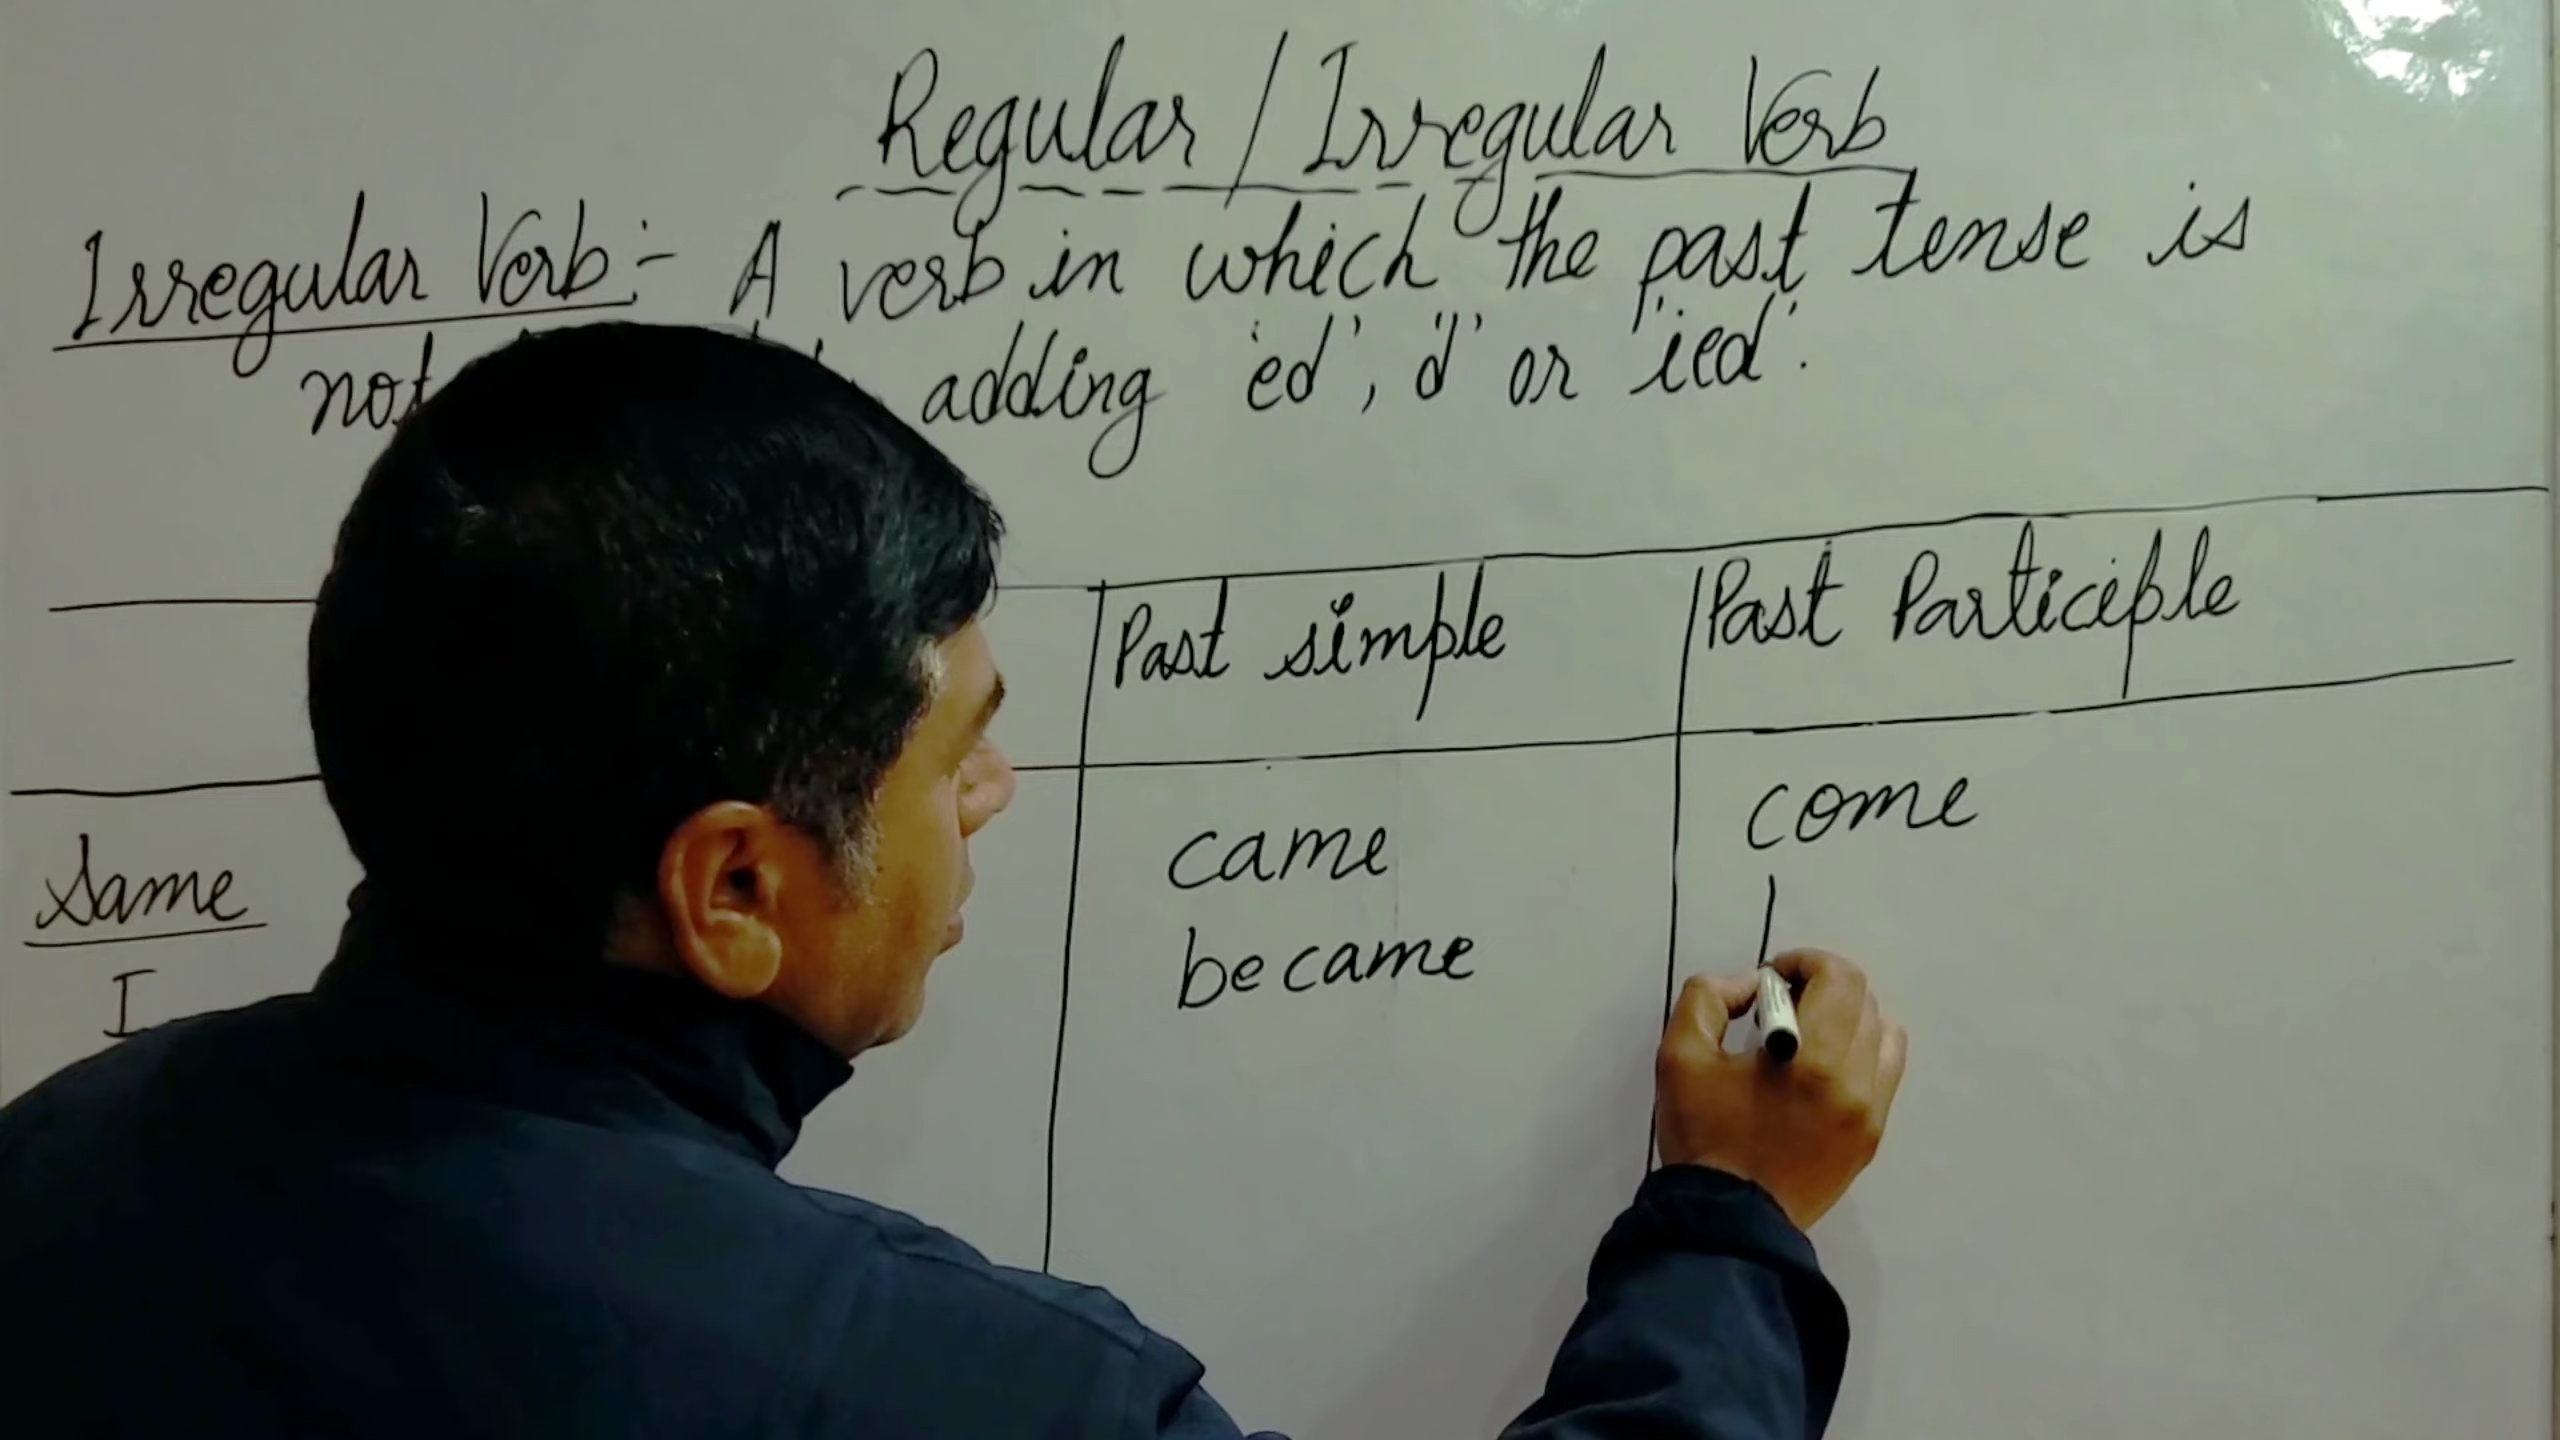 Regular / Irregular Verb
Irregular Verb :- A verb in which the past tense is
not adding 'ed', 'd' or 'ied'.
Past simple Past Participle
came come
Same
became
I